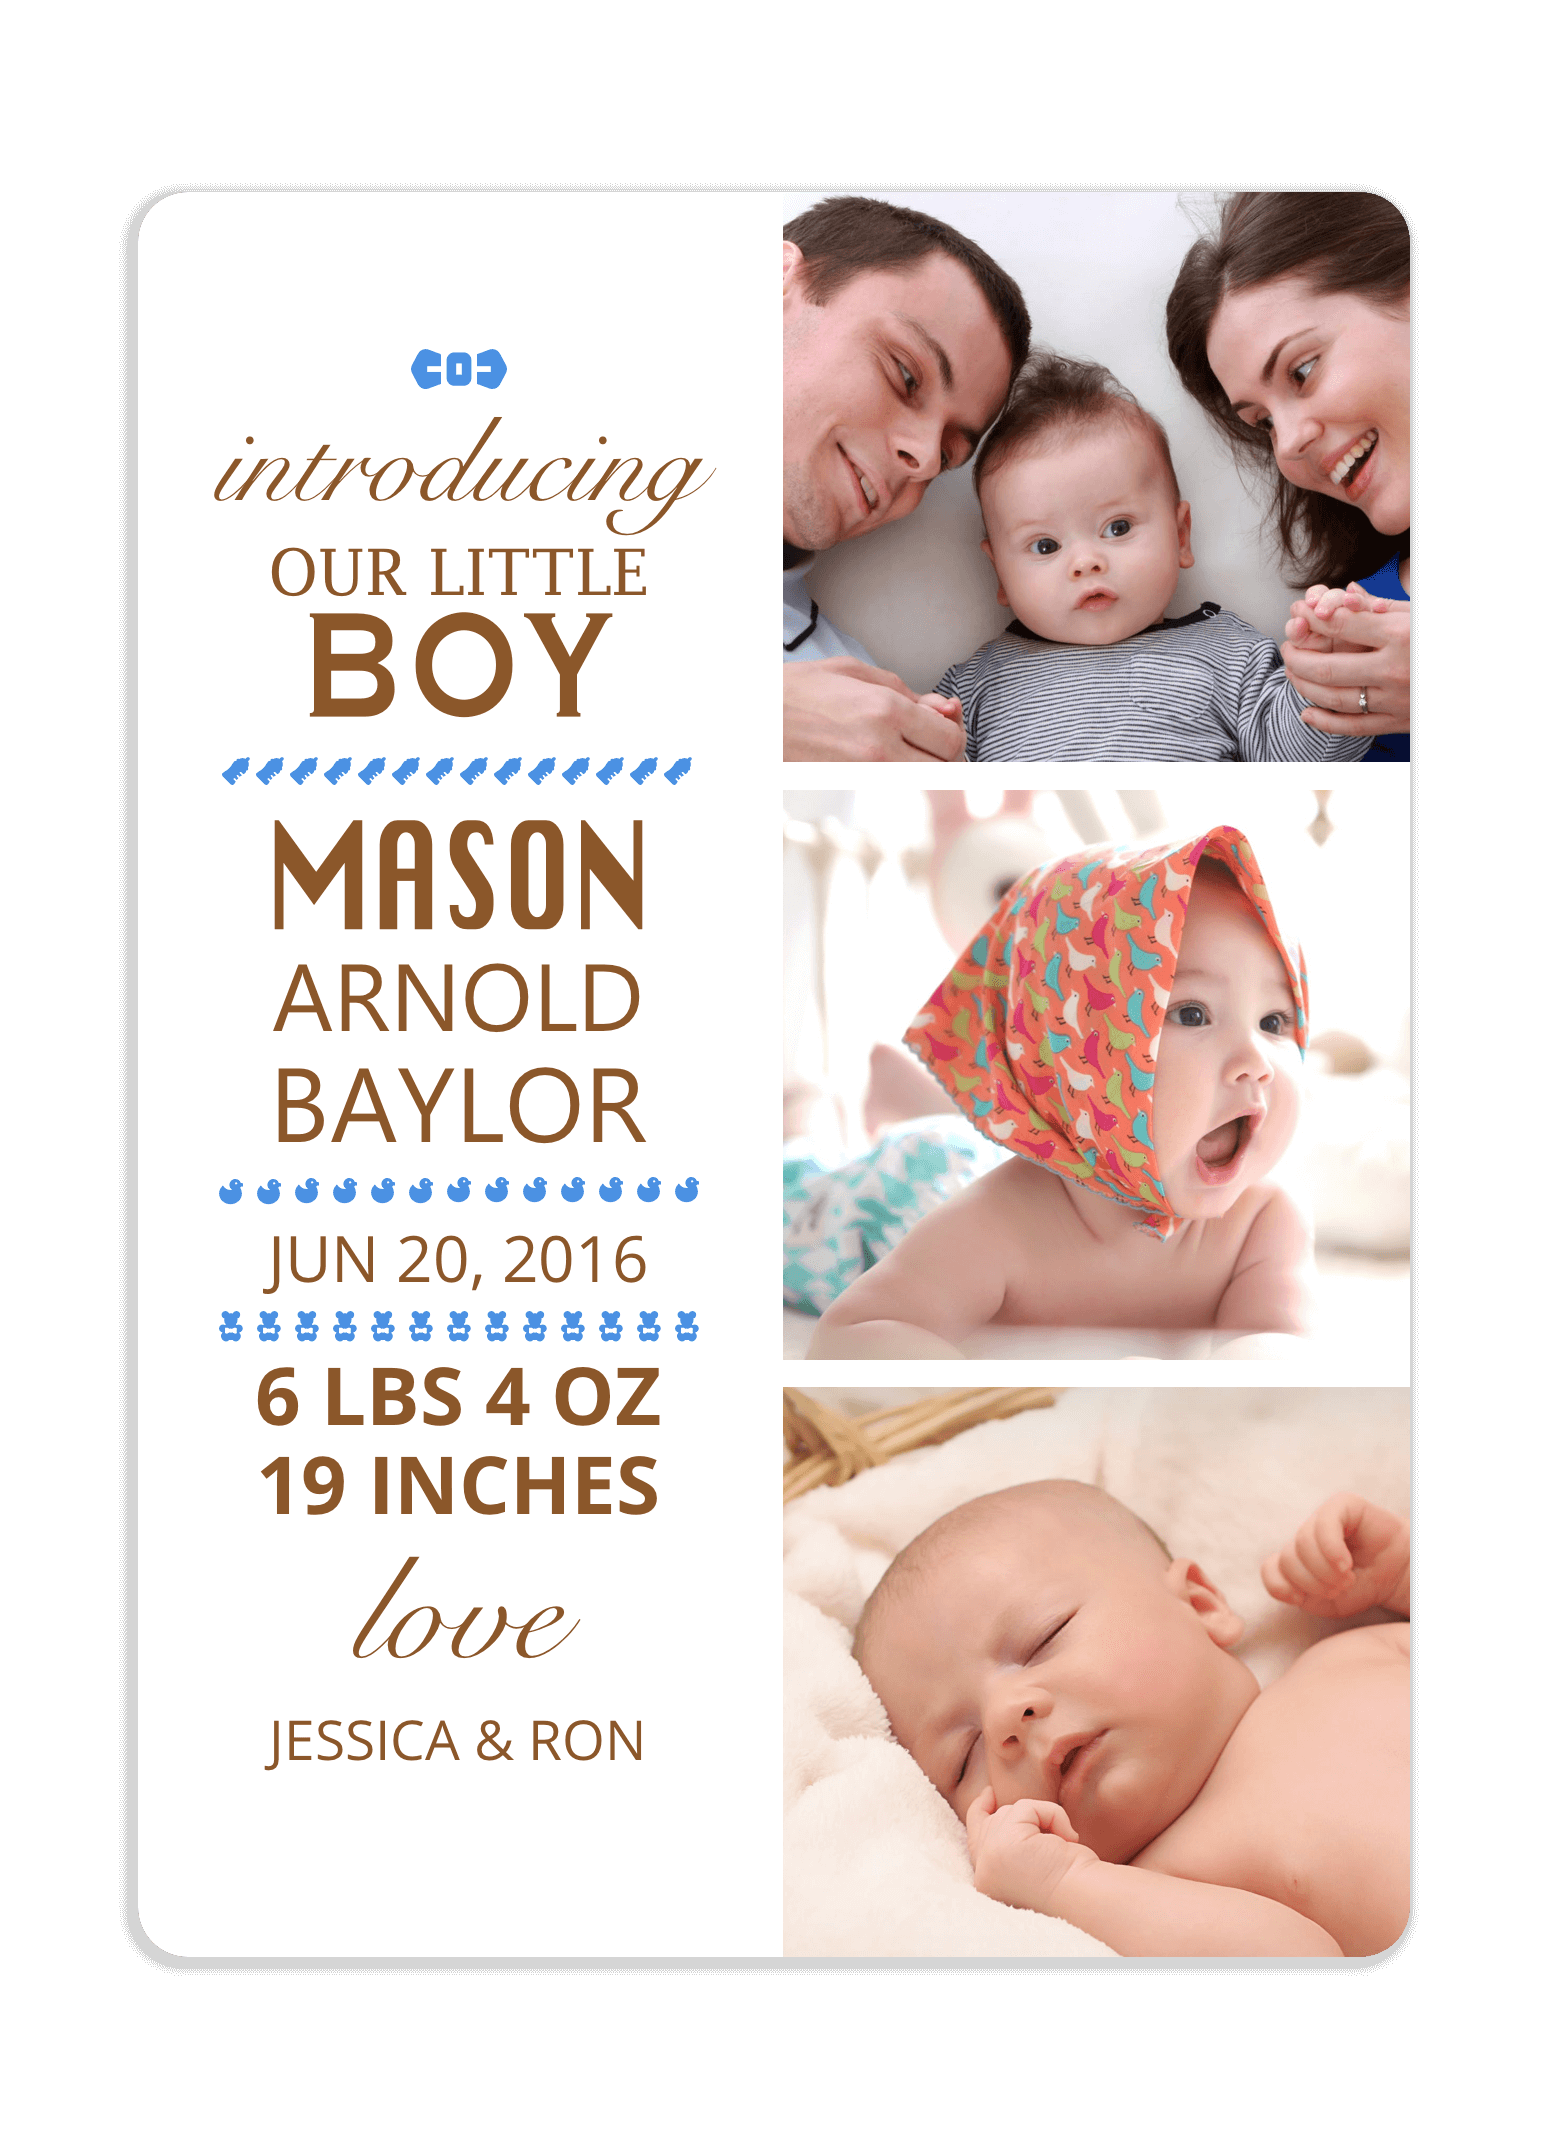 introducing
OUR LITTLE
BOY
MASON
ARNOLD
BAYLOR
JUN 20, 2016
6 LBS 4 OZ
19 INCHES
love
JESSICA & RON